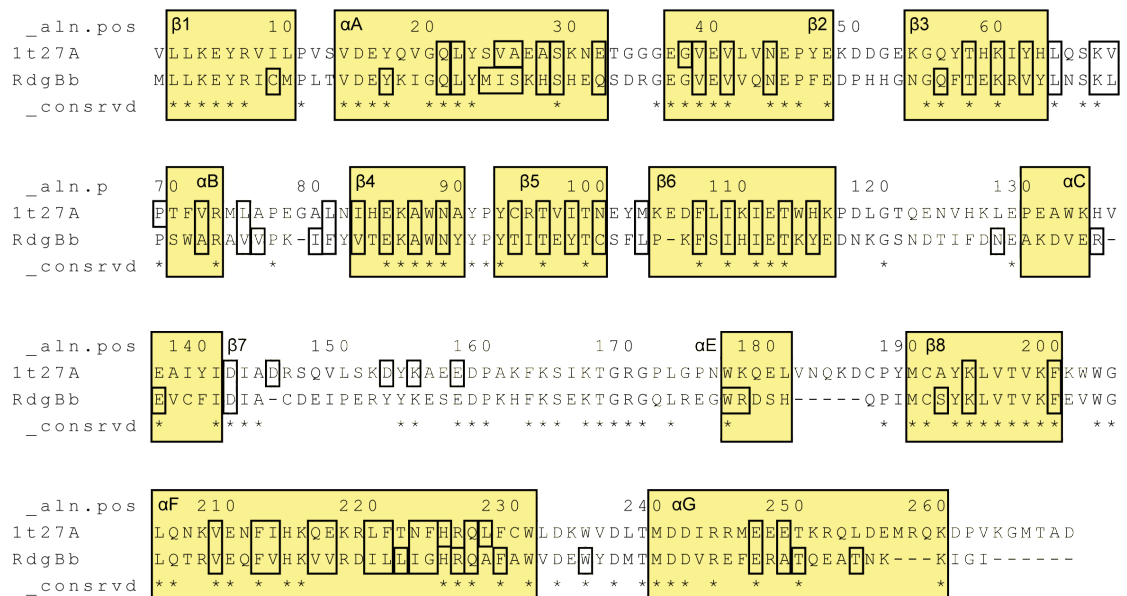 _aln.pos β1 10 αA 20 30 40 β2 50 β3 60
1t27A VLLKEYRVILPVSVDEYQVGQLYSVAEASKNETGGGEGVEVLVNEPYEKDDGEKGQYTHKIYHLQSKV
RdgBb MLLKEYRICMPLTVDEYKIGQLYMISKHSHEQSDRGEGVEVVQNEPFEDPHHGNGQFTEKRVYLNSKL
_consrvd * * * * * * * * * * * * * * * * * * * * * * * * * * * * * * * * *
_aln.p 70 αB 80 β4 90 β5 100 β6 110 120 130 αC
1t27A PTFVRMLAPEGALNIHEKAWNAYPYCRTVITNEYMKEDFLIKIETWHKPDLGTQENVHKLEPEAWKHV
RdgBb PSWARAVVPK-IFYVTEKAWNYYPYTITEYTCSFLP-KFSIHIETKYEDNKGSNDTIFDNEAKDVER-
_consrvd * * * * * * * * * * * * * * * * * * *
_aln.pos 140 β7 150 160 170 αE 180 190 β8 200
1t27A EAIYIDIADRSQVLSKDYKAEEDPAKFKSIKTGRGPLGPNWKQELVNQKDCPYMCAYKLVTVKFKWWG
RdgBb EVCFIDIA-CDEIPERYYKESEDPKHFKSEKTGRGQLREGWRDSH-----QPIMCSYKLVTVKFEVWG
_consrvd * * * * * * * * * * * * * * * * * * * * * * * * * * * * * * * *
_aln.pos αF 210 220 230 240 αG 250 260
1t27A LQNKVENFIHKQEKRLFTNFHRQLFCWLDKWVDLTMDDIRRMEEETKRQLDEMRQKDPVKGMTAD
RdgBb LQTRVEQFVHKVVRDILLIGHRQAFAWVDEWYDMTMDDVREFERATQEATNK---KIGI------
_consrvd * * * * * * * * * * * * * * * * * * * * * * * *